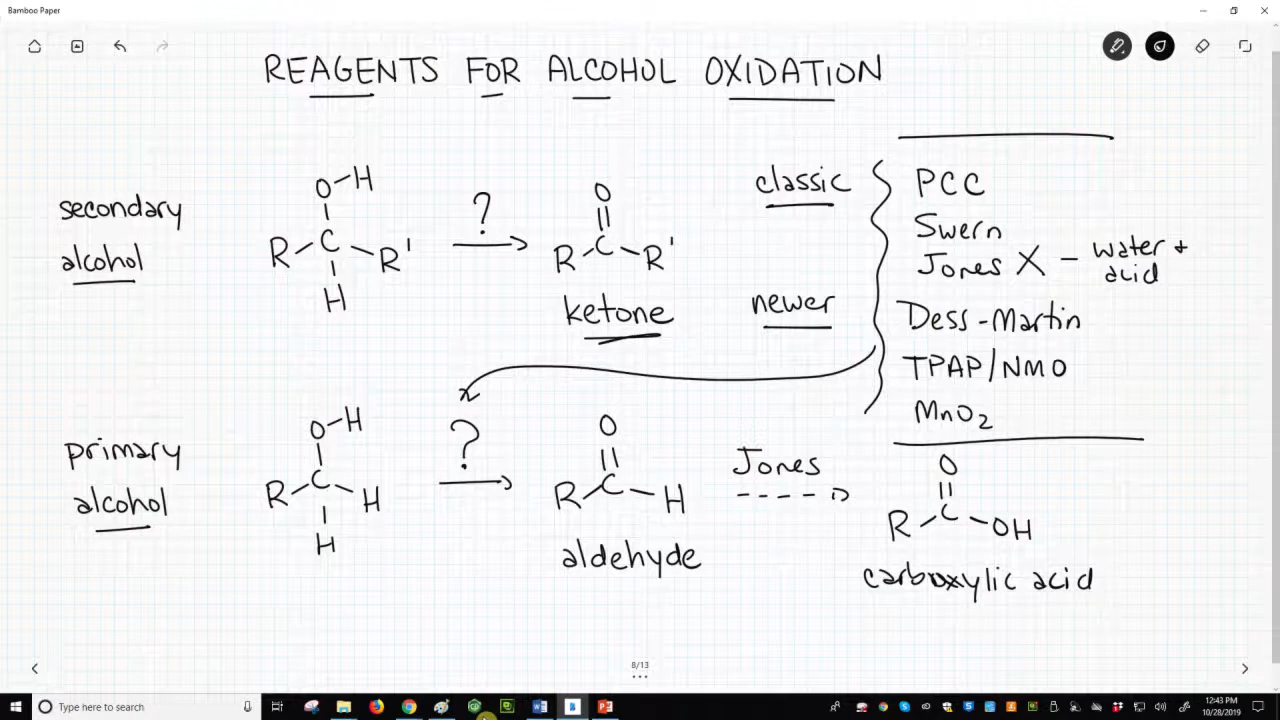 Bamboo Paper
REAGENTS FOR ALCOHOL OXIDATION
secondary
alcohol
O-H
R-C-R'
H
?
O
R-C-R'
ketone
classic
newer
PCC
Swern
Jones X - water +
acid
Dess-Martin
TPAP/NMO
MnO2
primary
alcohol
O-H
R-C-H
H
?
O
R-C-H
aldehyde
Jones
O
R-C-OH
carboxylic acid
8/13
Type here to search
12:43 PM
10/28/2019